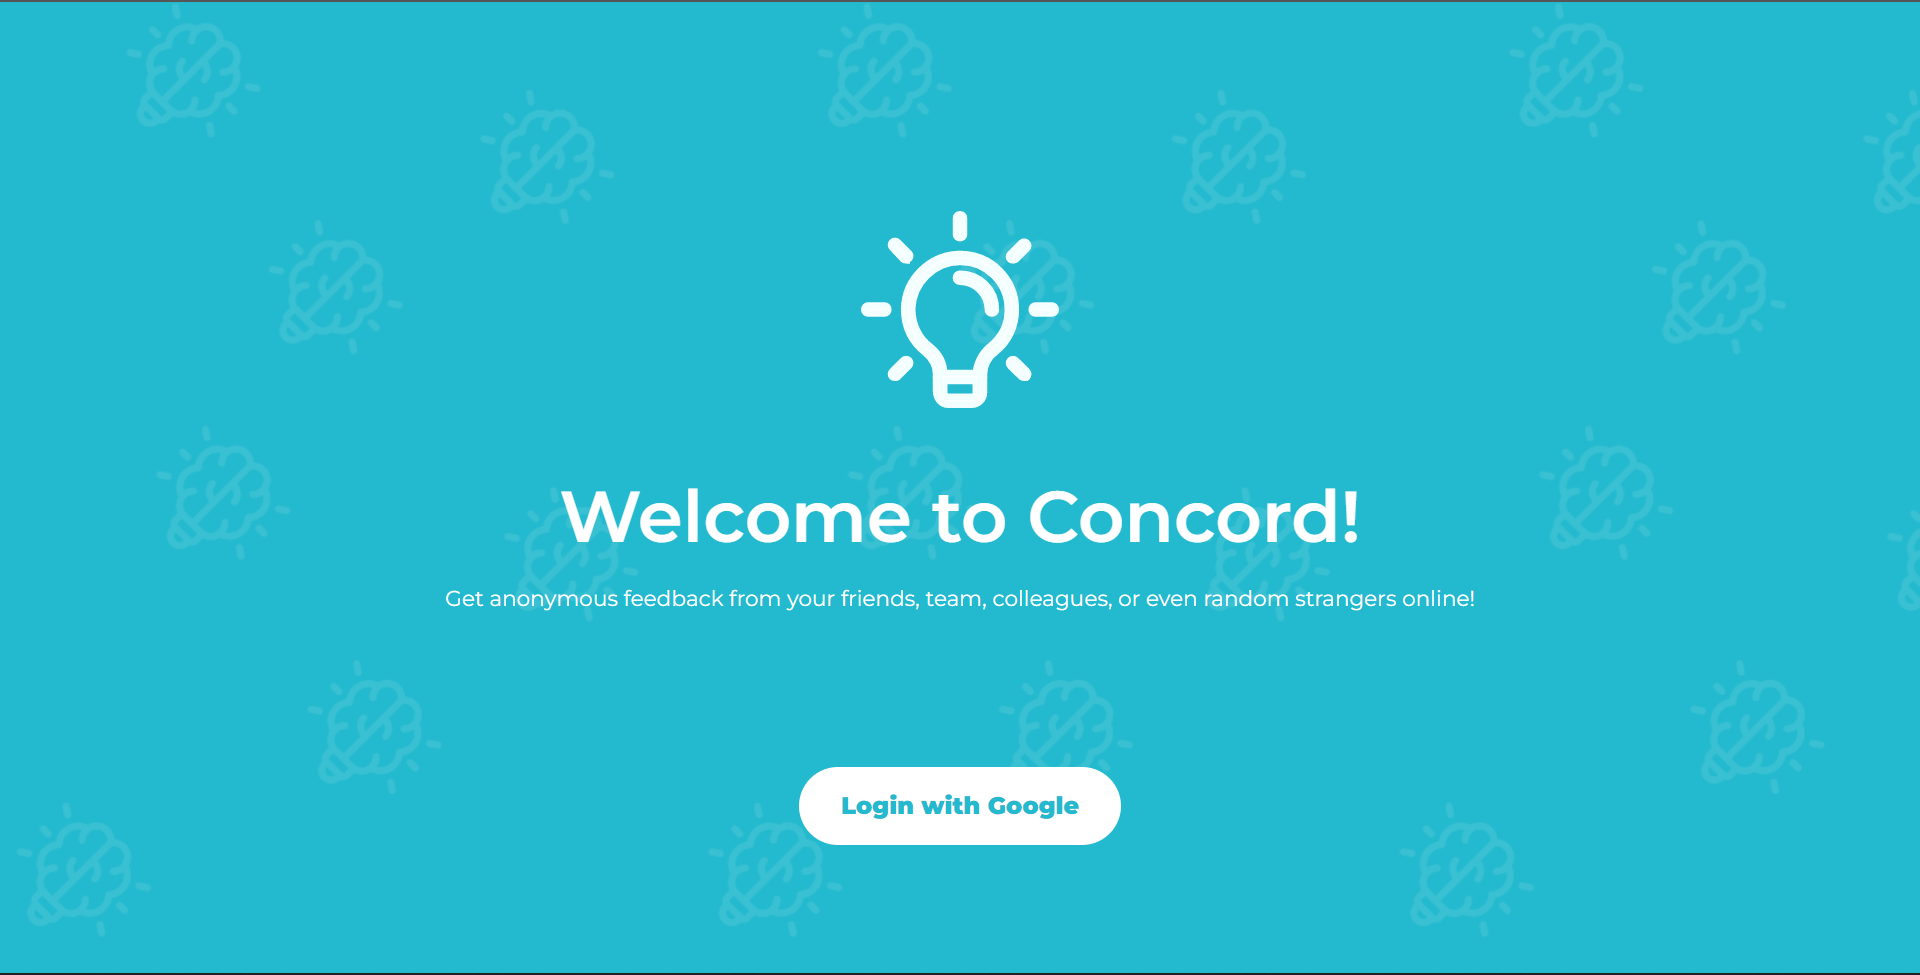 Welcome to Concord!
Get anonymous feedback from your friends, team, colleagues, or even random strangers online!
Login with Google